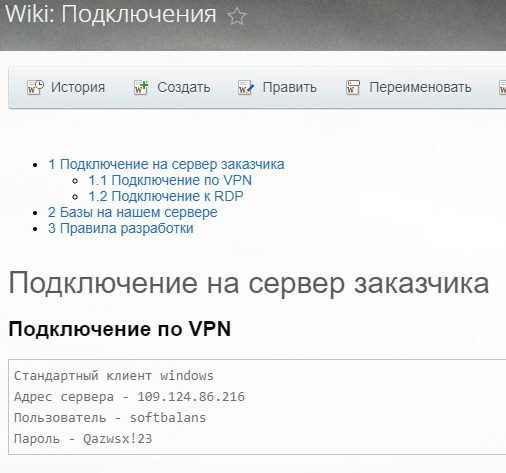 Wiki: Подключения
История Создать Править Переименовать
1 Подключение на сервер заказчика
1.1 Подключение по VPN
1.2 Подключение к RDP
2 Базы на нашем сервере
3 Правила разработки
Подключение на сервер заказчика
Подключение по VPN
Стандартный клиент windows
Адрес сервера - 109.124.86.216
Пользователь - softbalans
Пароль - Qazwsx!23